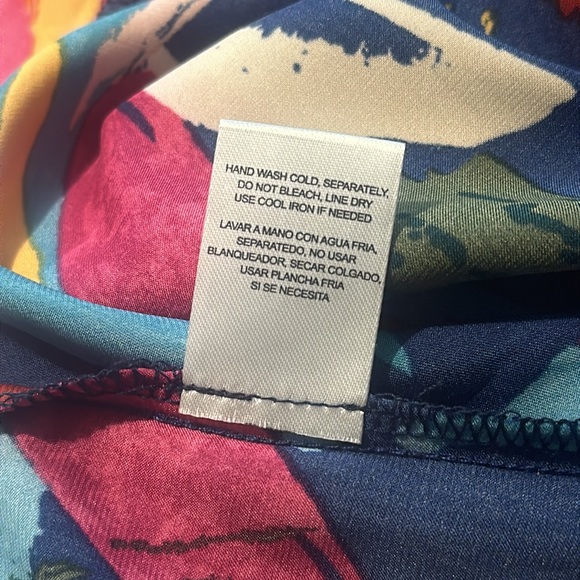 HAND WASH COLD, SEPARATELY,
DO NOT BLEACH, LINE DRY
USE COOL IRON IF NEEDED
LAVAR A MANO CON AGUA FRIA,
SEPARATEDO, NO USAR
BLANQUEADOR, SECAR COLGADO,
USAR PLANCHA FRIA
SI SE NECESITA